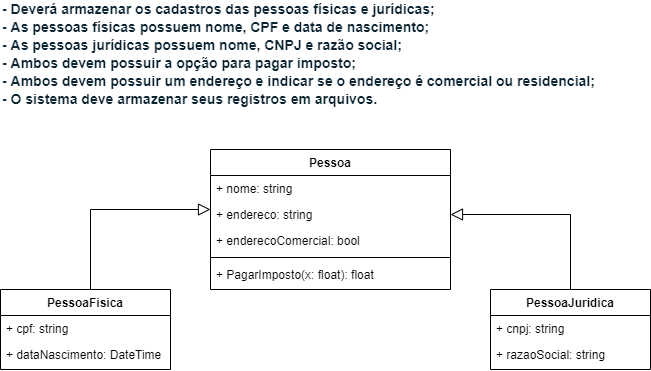 - Deverá armazenar os cadastros das pessoas físicas e jurídicas;
- As pessoas físicas possuem nome, CPF e data de nascimento;
- As pessoas jurídicas possuem nome, CNPJ e razão social;
- Ambos devem possuir a opção para pagar imposto;
- Ambos devem possuir um endereço e indicar se o endereço é comercial ou residencial;
- O sistema deve armazenar seus registros em arquivos.
Pessoa
+ nome: string
+ endereco: string
+ enderecoComercial: bool
+ PagarImposto(x: float): float
PessoaFisica
+ cpf: string
+ dataNascimento: DateTime
PessoaJuridica
+ cnpj: string
+ razaoSocial: string